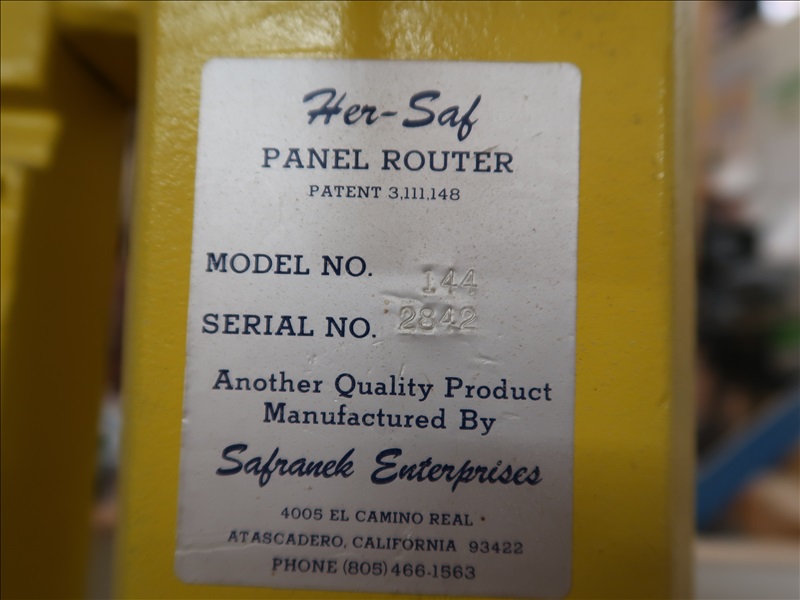 Her-Saf
PANEL ROUTER
PATENT 3,111,148
MODEL NO. 144
SERIAL NO. 2842
Another Quality Product
Manufactured By
Safranek Enterprises
4005 EL CAMINO REAL
ATASCADERO, CALIFORNIA 93422
PHONE (805) 466-1563